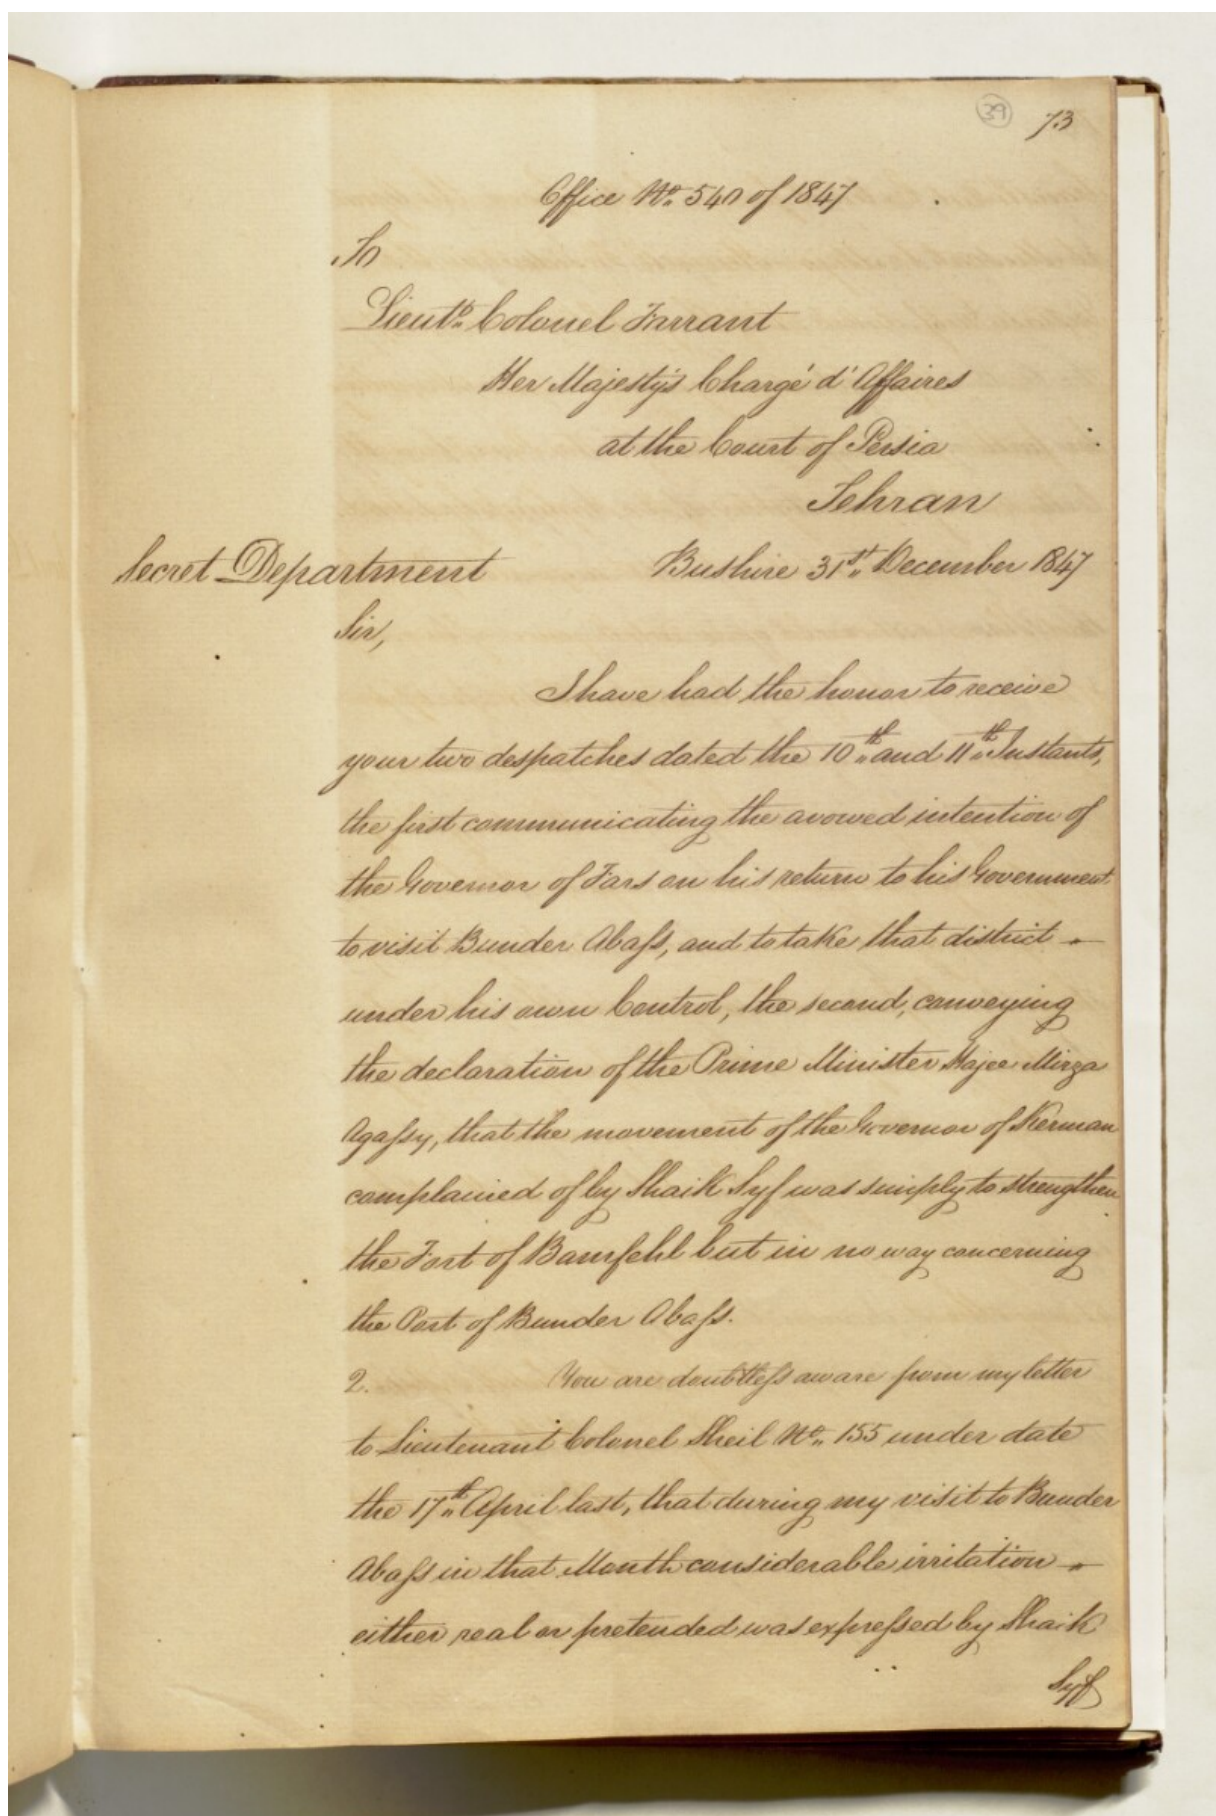 39 73
Office No. 540 of 1847
To
Lieut. Colonel Farrant
Her Majesty's Chargé d'Affaires
at the Court of Persia
Tehran
Secret Department Bushire 31st December 1847
Sir,
I have had the honor to receive
your two despatches dated the 10th and 11th Instants,
the first communicating the avowed intention of
the Governor of Fars on his return to his Government
to visit Bunder Abaſs, and to take that district
under his own Control, the second, conveying
the declaration of the Prime Minister Hajee Mirza
Agaſsy, that the movement of the Governor of Kerman
complained of by Shaik Syf was simply to strengthen
the Fort of Bamfehl but in no way concerning
the Port of Bunder Abaſs.
2. You are doubtleſs aware from my letter
to Lieutenant Colonel Sheil No. 155 under date
the 17th April last, that during my visit to Bunder
Abaſs in that Month considerable irritation
either real or pretended was expreſsed by Shaik
Syf